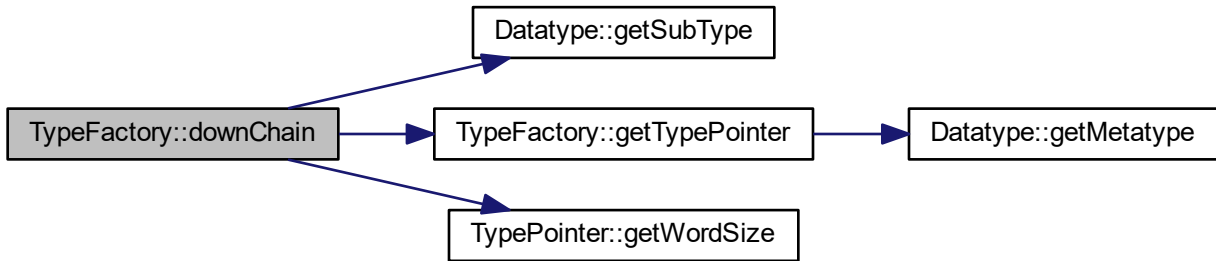 Datatype::getSubType
TypeFactory::downChain
TypeFactory::getTypePointer
Datatype::getMetatype
TypePointer::getWordSize